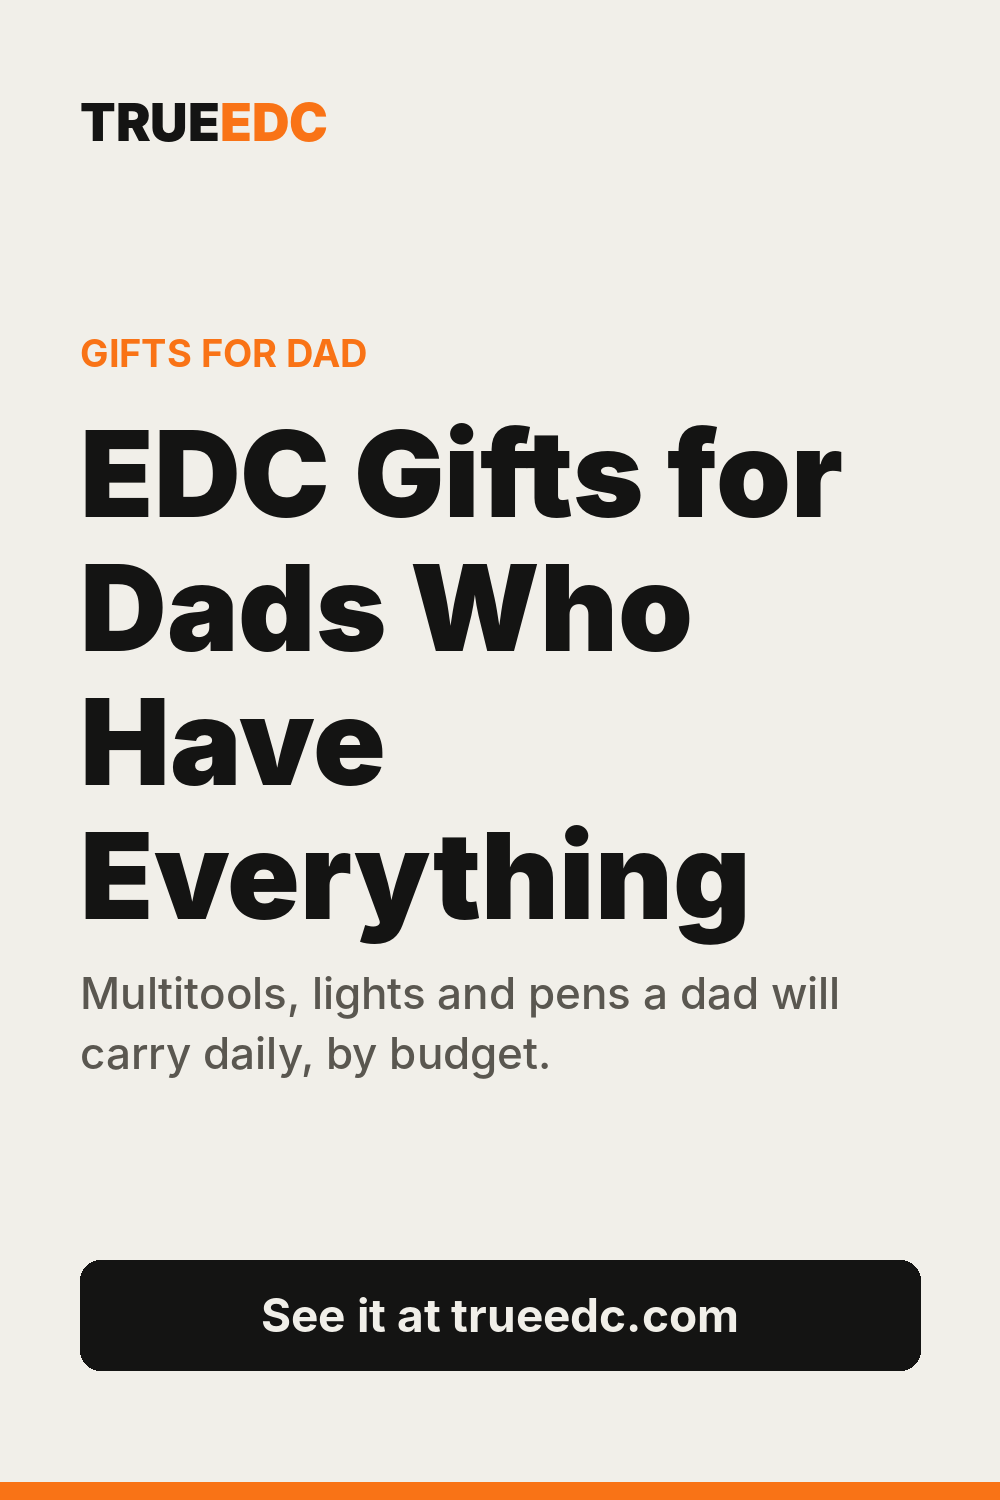 TRUEEDC
GIFTS FOR DAD
EDC Gifts for
Dads Who
Have
Everything
Multitools, lights and pens a dad will
carry daily, by budget.
See it at trueedc.com